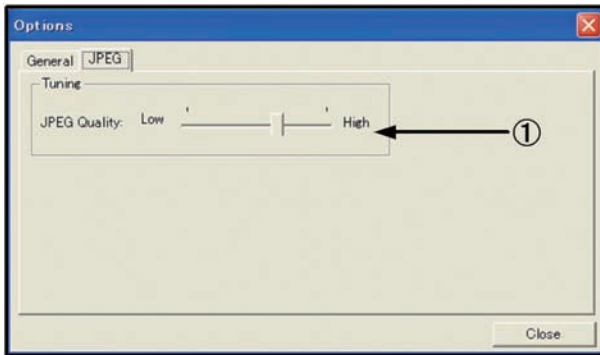 Options
General JPEG
Tuning
JPEG Quality: Low High ①
Close